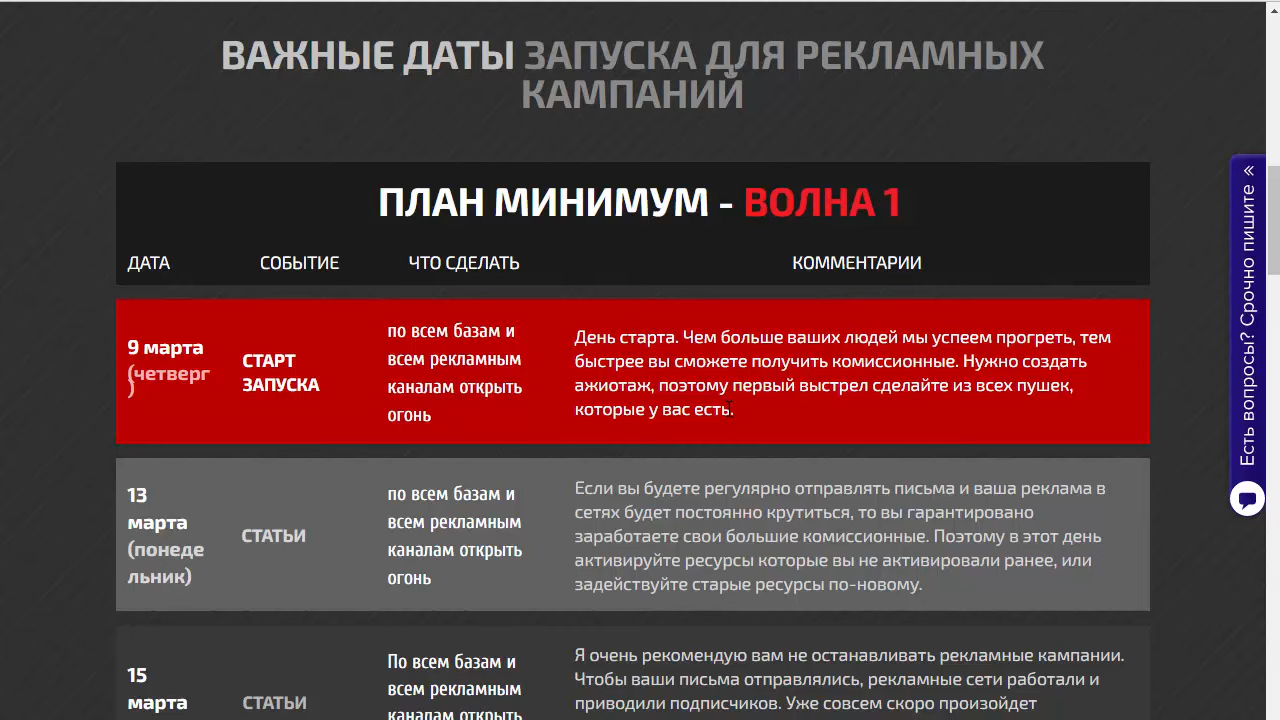 ВАЖНЫЕ ДАТЫ ЗАПУСКА ДЛЯ РЕКЛАМНЫХ
КАМПАНИЙ
ПЛАН МИНИМУМ - ВОЛНА 1
ДАТА
СОБЫТИЕ
ЧТО СДЕЛАТЬ
КОММЕНТАРИИ
9 марта
(четверг
)
СТАРТ
ЗАПУСКА
по всем базам и
всем рекламным
каналам открыть
огонь
День старта. Чем больше ваших людей мы успеем прогреть, тем
быстрее вы сможете получить комиссионные. Нужно создать
ажиотаж, поэтому первый выстрел сделайте из всех пушек,
которые у вас есть.
13
марта
(понеде
льник)
СТАТЬИ
по всем базам и
всем рекламным
каналам открыть
огонь
Если вы будете регулярно отправлять письма и ваша реклама в
сетях будет постоянно крутиться, то вы гарантировано
заработаете свои большие комиссионные. Поэтому в этот день
активируйте ресурсы которые вы не активировали ранее, или
задействуйте старые ресурсы по-новому.
15
марта
СТАТЬИ
По всем базам и
всем рекламным
каналам открыть
Я очень рекомендую вам не останавливать рекламные кампании.
Чтобы ваши письма отправлялись, рекламные сети работали и
приводили подписчиков. Уже совсем скоро произойдет
Есть вопросы? Срочно пишите «